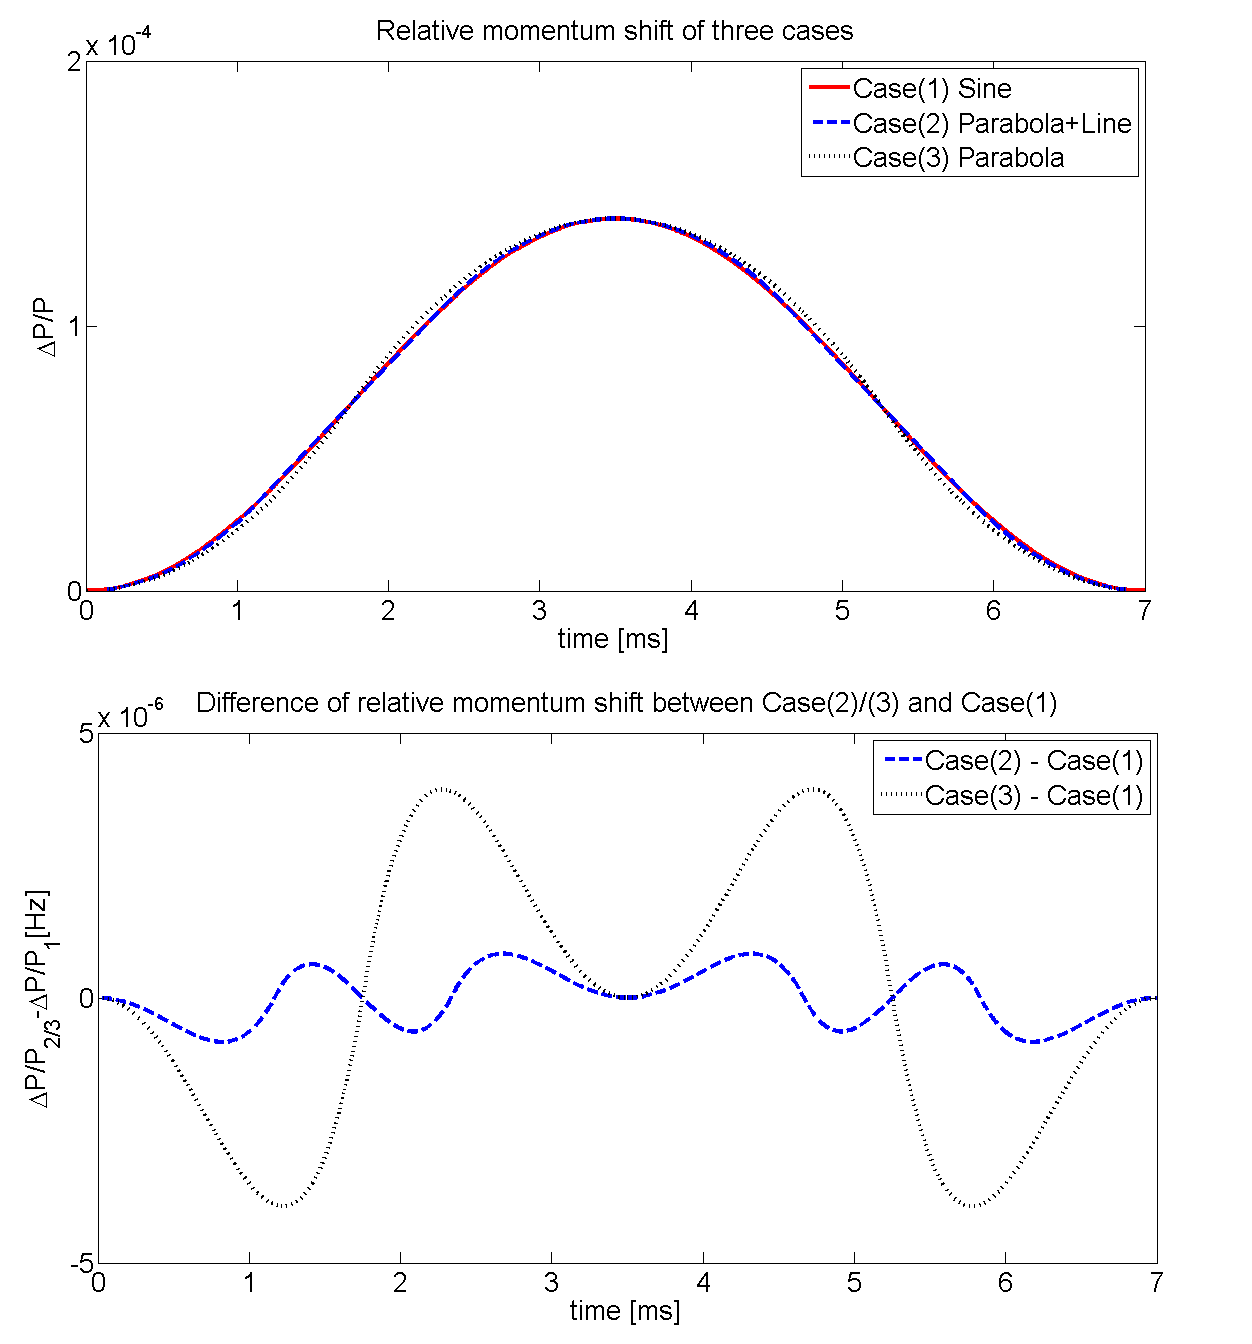 Relative momentum shift of three cases
x 10⁻⁴
2
1
0
ΔP/P
Case(1) Sine
Case(2) Parabola+Line
Case(3) Parabola
0 1 2 3 4 5 6 7
time [ms]
Difference of relative momentum shift between Case(2)/(3) and Case(1)
x 10⁻⁶
5
0
-5
ΔP/P2/3-ΔP/P1[Hz]
Case(2) - Case(1)
Case(3) - Case(1)
0 1 2 3 4 5 6 7
time [ms]